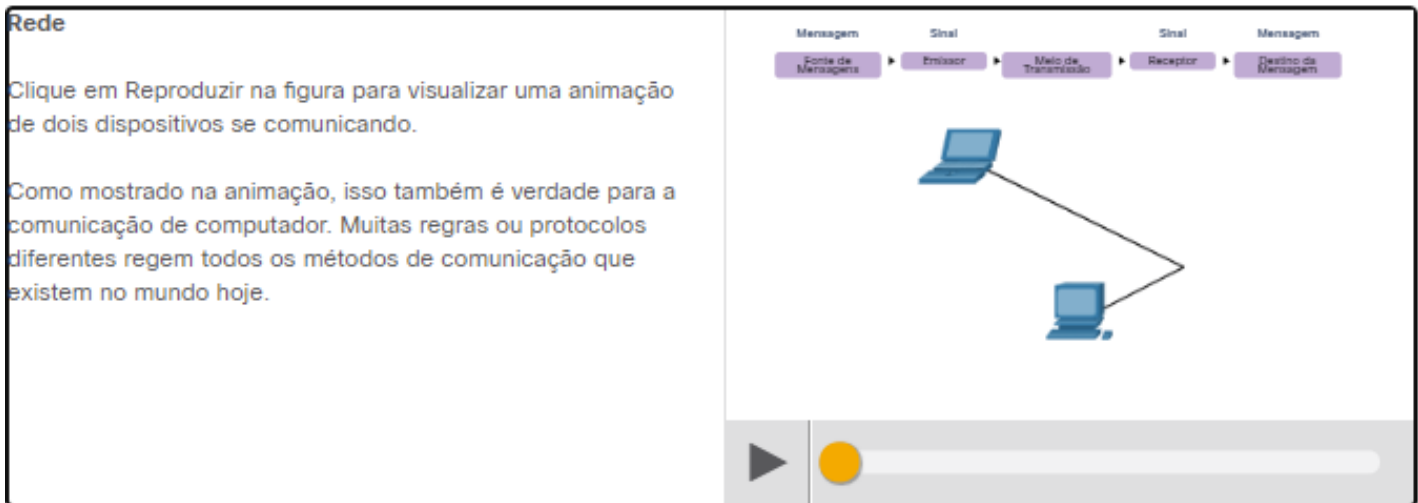 Rede
Clique em Reproduzir na figura para visualizar uma animação
de dois dispositivos se comunicando.
Como mostrado na animação, isso também é verdade para a
comunicação de computador. Muitas regras ou protocolos
diferentes regem todos os métodos de comunicação que
existem no mundo hoje.
Mensagem Sinal Sinal Mensagem
Fonte de
Mensagens
Emissor
Meio de
Transmissão
Receptor
Destino da
Mensagem